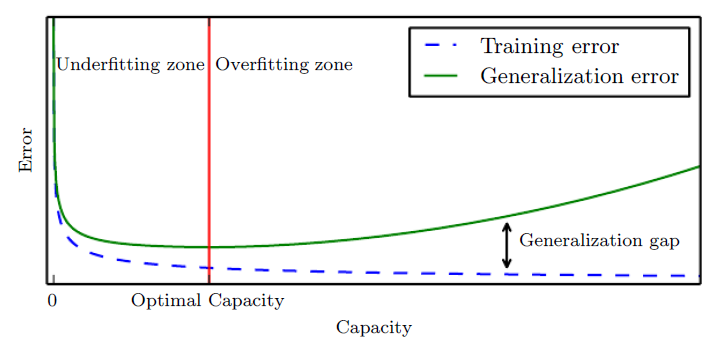 Training error
Generalization error
Underfitting zone
Overfitting zone
Error
Generalization gap
0
Optimal Capacity
Capacity